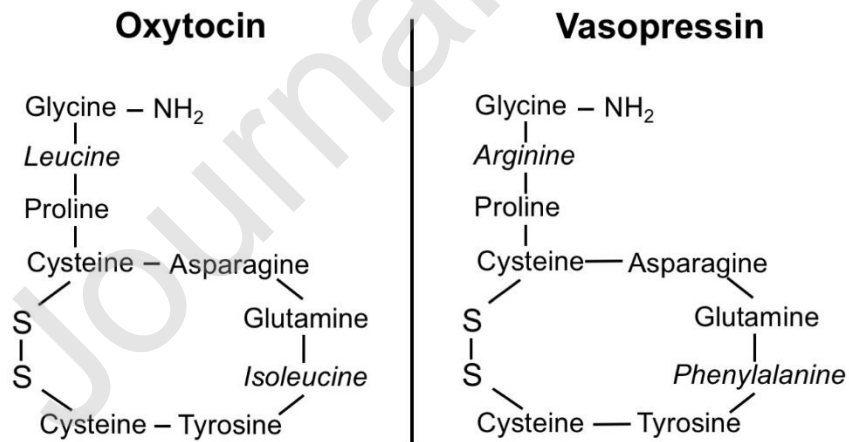 Oxytocin
Glycine – NH₂
Leucine
Proline
Cysteine – Asparagine
S
Glutamine
S
Isoleucine
Cysteine – Tyrosine
Vasopressin
Glycine – NH₂
Arginine
Proline
Cysteine — Asparagine
S
Glutamine
S
Phenylalanine
Cysteine — Tyrosine
Journa